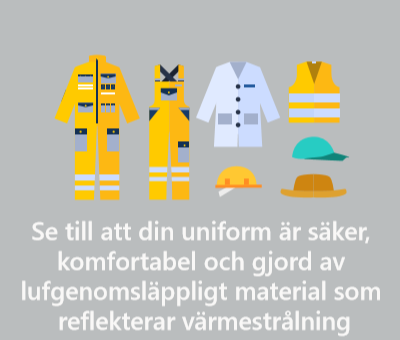 Se till att din uniform är säker,
komfortabel och gjord av
lufgenomsläppligt material som
reflekterar värmestrålning